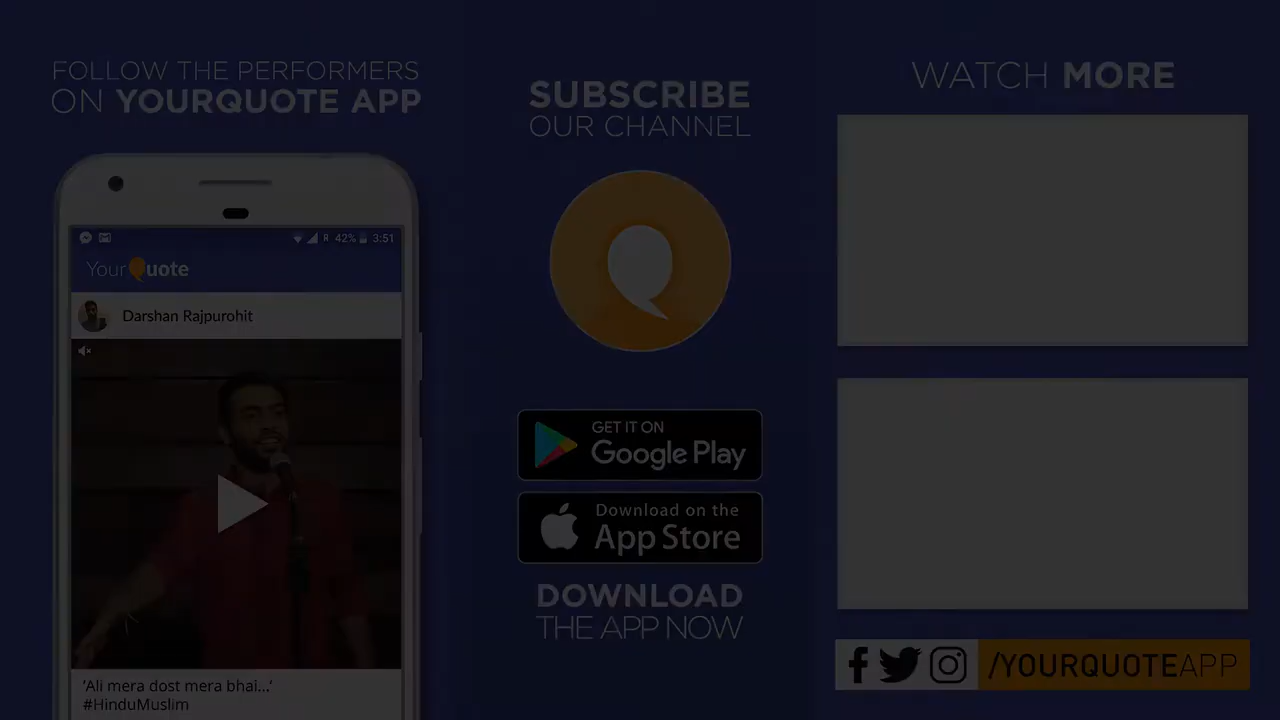 FOLLOW THE PERFORMERS
ON YOURQUOTE APP
R 42% 3:51
YourQuote
Darshan Rajpurohit
'Ali mera dost mera bhai...'
#HinduMuslim
SUBSCRIBE
OUR CHANNEL
GET IT ON
Google Play
Download on the
App Store
DOWNLOAD
THE APP NOW
WATCH MORE
/YOURQUOTEAPP